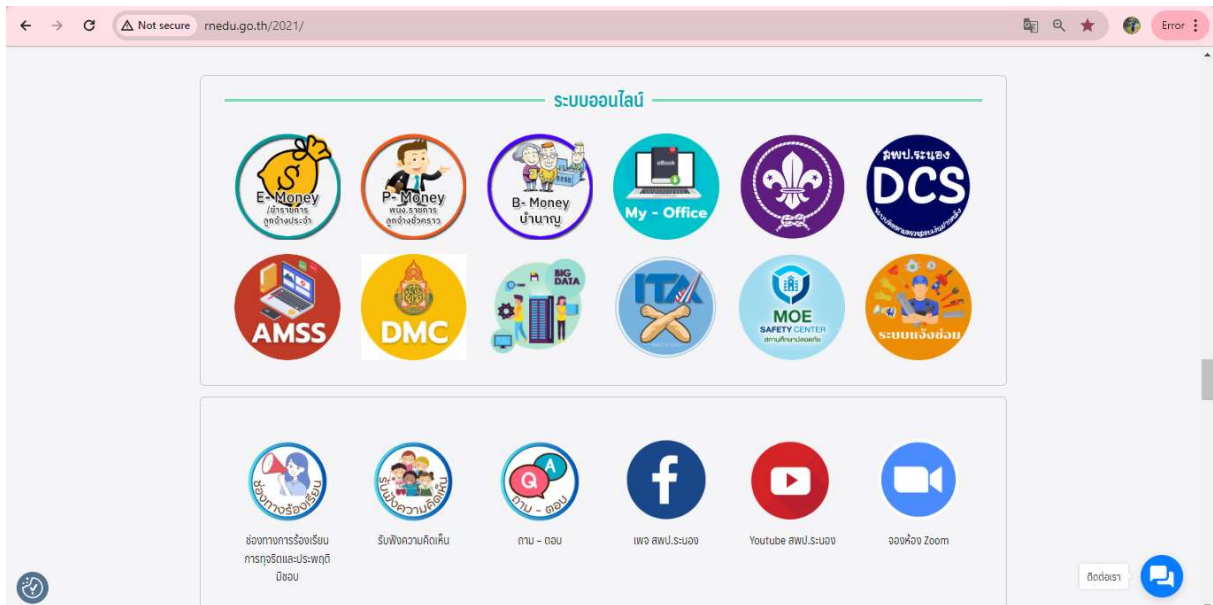 Not secure
rnedu.go.th/2021/
Error
ระบบออนไลน์
E- Money
/ข้าราชการ
ลูกจ้างประจำ
P- Money
พนง.ราชการ
ลูกจ้างชั่วคราว
B- Money
บำนาญ
eBook
My - Office
สพป.ระนอง
DCS
AMSS
DMC
BIG
DATA
ITA
MOE
SAFETY CENTER
สถานศึกษาปลอดภัย
ระบบแจ้งซ่อม
ช่องทางร้องเรียน
รับฟังความคิดเห็น
Q
A
ถาม - ตอบ
ช่องทางการร้องเรียน
การทุจริตและประพฤติ
มิชอบ
รับฟังความคิดเห็น
ถาม – ตอบ
เพจ สพป.ระนอง
Youtube สพป.ระนอง
จองห้อง Zoom
ติดต่อเรา